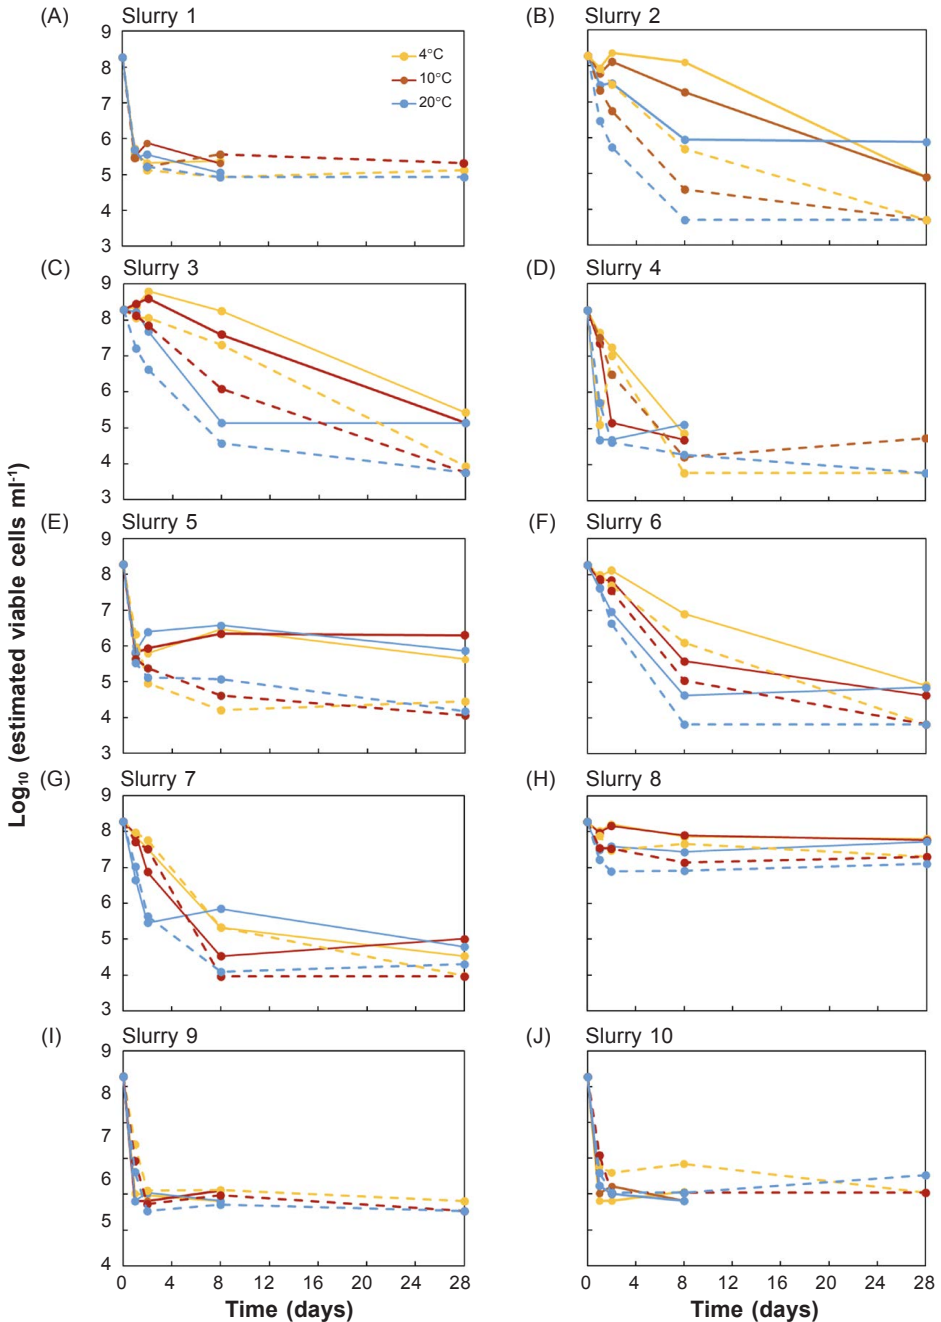 (A) Slurry 1
(B) Slurry 2
9
8
7
6
5
4
3
4°C
10°C
20°C
(C) Slurry 3
(D) Slurry 4
9
8
7
6
5
4
3
(E) Slurry 5
(F) Slurry 6
9
8
7
6
5
4
3
(G) Slurry 7
(H) Slurry 8
9
8
7
6
5
4
3
(I) Slurry 9
(J) Slurry 10
9
8
7
6
5
4
0 4 8 12 16 20 24 28
0 4 8 12 16 20 24 28
Time (days)
Time (days)
Log₁₀ (estimated viable cells ml⁻¹)